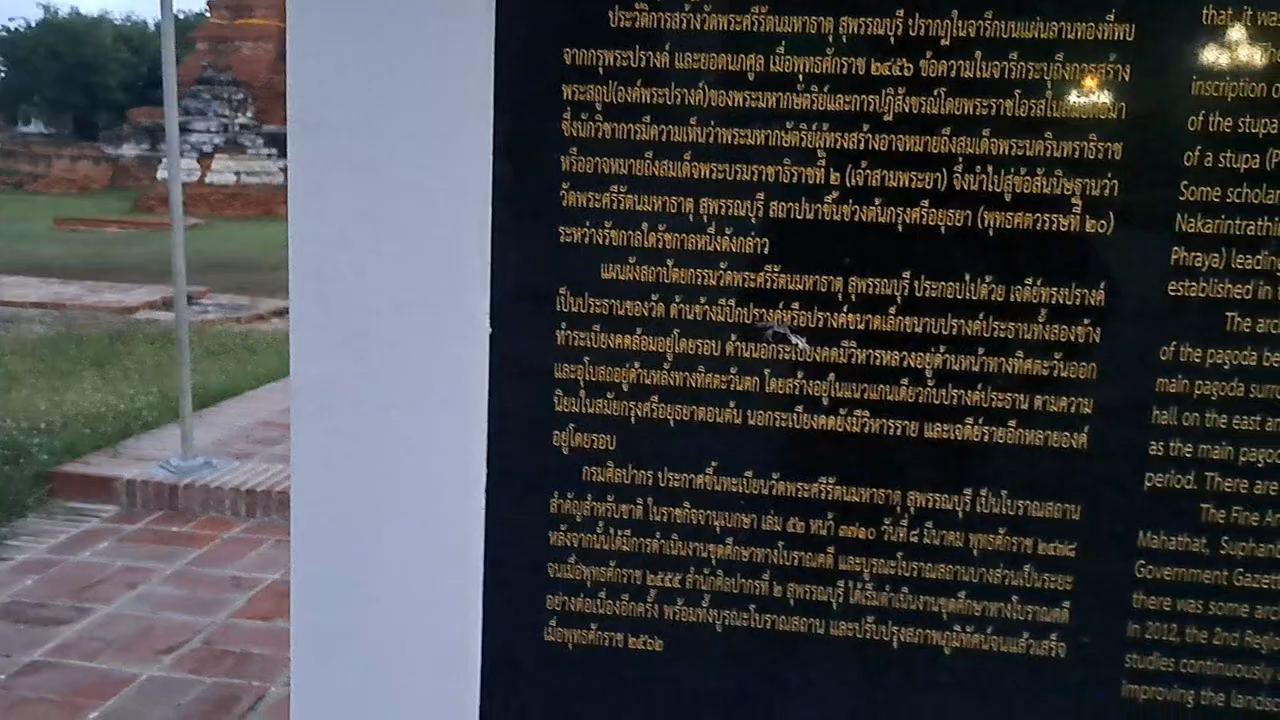 ประวัติการสร้างวัดพระศรีรัตนมหาธาตุ สุพรรณบุรี ปรากฏในจารึกบนแผ่นลานทองที่พบ
จากกรุพระปรางค์ และยอดนภศูล เมื่อพุทธศักราช ๒๔๕๖ ข้อความในจารึกระบุถึงการสร้าง
พระสถูป(องค์พระปรางค์)ของพระมหากษัตริย์และการปฏิสังขรณ์โดยพระราชโอรสในสมัยต่อมา
ซึ่งนักวิชาการมีความเห็นว่าพระมหากษัตริย์ผู้ทรงสร้างอาจหมายถึงสมเด็จพระนครินทราธิราช
หรืออาจหมายถึงสมเด็จพระบรมราชาธิราชที่ ๒ (เจ้าสามพระยา) จึงนำไปสู่ข้อสันนิษฐานว่า
วัดพระศรีรัตนมหาธาตุ สุพรรณบุรี สถาปนาขึ้นช่วงต้นกรุงศรีอยุธยา (พุทธศตวรรษที่ ๒๐)
ระหว่างรัชกาลใดรัชกาลหนึ่งดังกล่าว
แผนผังสถาปัตยกรรมวัดพระศรีรัตนมหาธาตุ สุพรรณบุรี ประกอบไปด้วย เจดีย์ทรงปรางค์
เป็นประธานของวัด ด้านข้างมีปีกปรางค์หรือปรางค์ขนาดเล็กขนาบปรางค์ประธานทั้งสองข้าง
ทำระเบียงคดล้อมอยู่โดยรอบ ด้านนอกระเบียงคดมีวิหารหลวงอยู่ด้านหน้าทางทิศตะวันออก
และอุโบสถอยู่ด้านหลังทางทิศตะวันตก โดยสร้างอยู่ในแนวแกนเดียวกับปรางค์ประธาน ตามความ
นิยมในสมัยกรุงศรีอยุธยาตอนต้น นอกระเบียงคดยังมีวิหารราย และเจดีย์รายอีกหลายองค์
อยู่โดยรอบ
กรมศิลปากร ประกาศขึ้นทะเบียนวัดพระศรีรัตนมหาธาตุ สุพรรณบุรี เป็นโบราณสถาน
สำคัญสำหรับชาติ ในราชกิจจานุเบกษา เล่ม ๕๒ หน้า ๓๗๑๐ วันที่ ๘ มีนาคม พุทธศักราช ๒๔๗๘
หลังจากนั้นได้มีการดำเนินงานขุดศึกษาทางโบราณคดี และบูรณะโบราณสถานบางส่วนเป็นระยะ
จนเมื่อพุทธศักราช ๒๕๕๕ สำนักศิลปากรที่ ๒ สุพรรณบุรี ได้เริ่มดำเนินงานขุดศึกษาทางโบราณคดี
อย่างต่อเนื่องอีกครั้ง พร้อมทั้งบูรณะโบราณสถาน และปรับปรุงสภาพภูมิทัศน์จนแล้วเสร็จ
เมื่อพุทธศักราช ๒๕๖๒
that, it was
inscription o
of the stupa
of a stupa (P
Some scholar
Nakarintrathi
Phraya) leading
established in
The arc
of the pagoda be
main pagoda surr
hall on the east an
as the main pagod
period. There are
The Fine A
Mahathat, Suphan
Government Gazet
there was some arc
In 2012, the 2nd Regi
studies continuously
improving the landsc